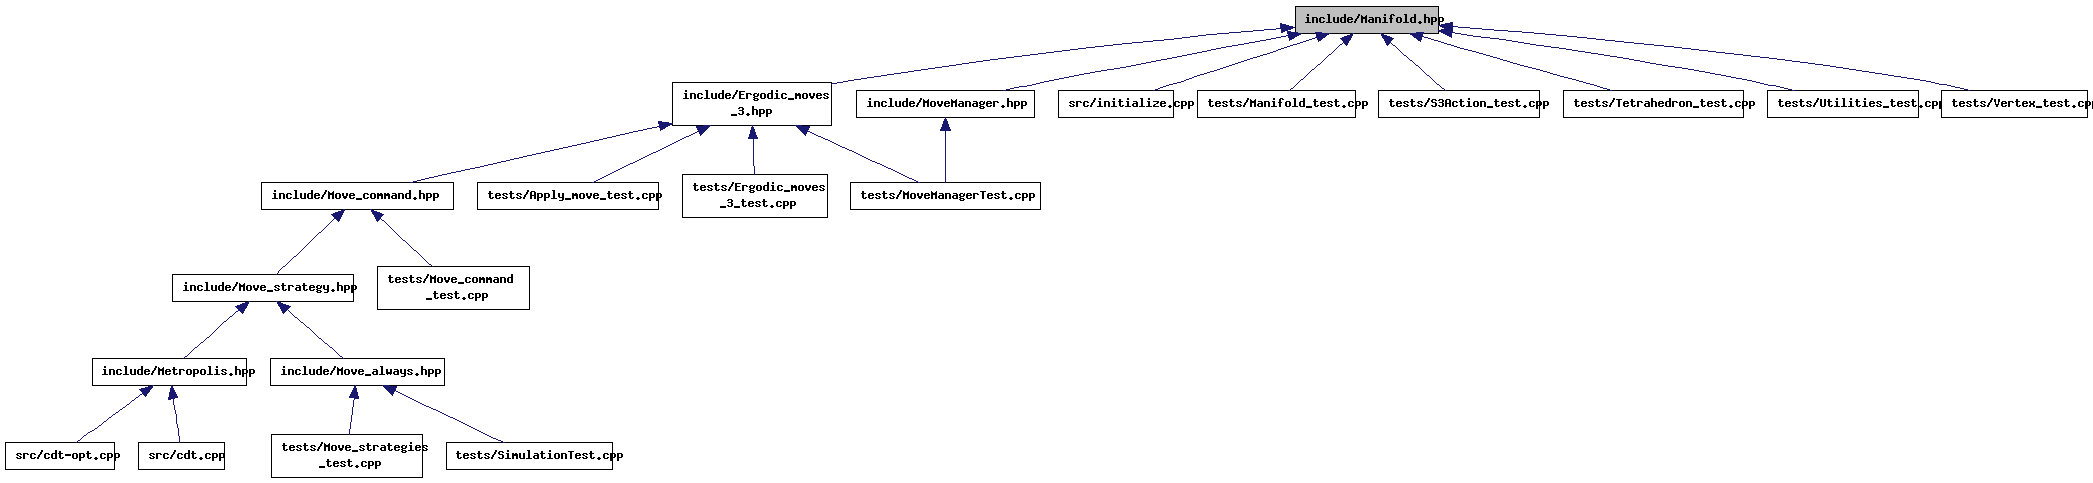 include/Manifold.hpp
include/Ergodic_moves
_3.hpp
include/MoveManager.hpp
src/initialize.cpp
tests/Manifold_test.cpp
tests/S3Action_test.cpp
tests/Tetrahedron_test.cpp
tests/Utilities_test.cpp
tests/Vertex_test.cpp
include/Move_command.hpp
tests/Apply_move_test.cpp
tests/Ergodic_moves
_3_test.cpp
tests/MoveManagerTest.cpp
include/Move_strategy.hpp
tests/Move_command
_test.cpp
include/Metropolis.hpp
include/Move_always.hpp
src/cdt-opt.cpp
src/cdt.cpp
tests/Move_strategies
_test.cpp
tests/SimulationTest.cpp